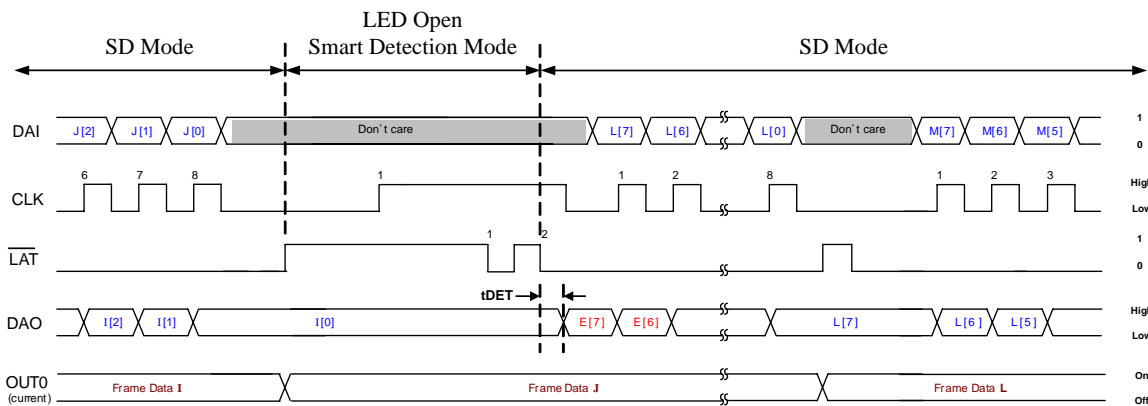 LED Open
SD Mode Smart Detection Mode SD Mode
DAI J[2] J[1] J[0] Don't care L[7] L[6] L[0] Don't care M[7] M[6] M[5] 1
0
6 7 8 1 1 2 8 1 2 3
CLK High
Low
1 2
LAT 1
0
tDET
DAO I[2] I[1] I[0] E[7] E[6] L[7] L[6] L[5] High
Low
OUT0 Frame Data I Frame Data J Frame Data L On
(current) Off